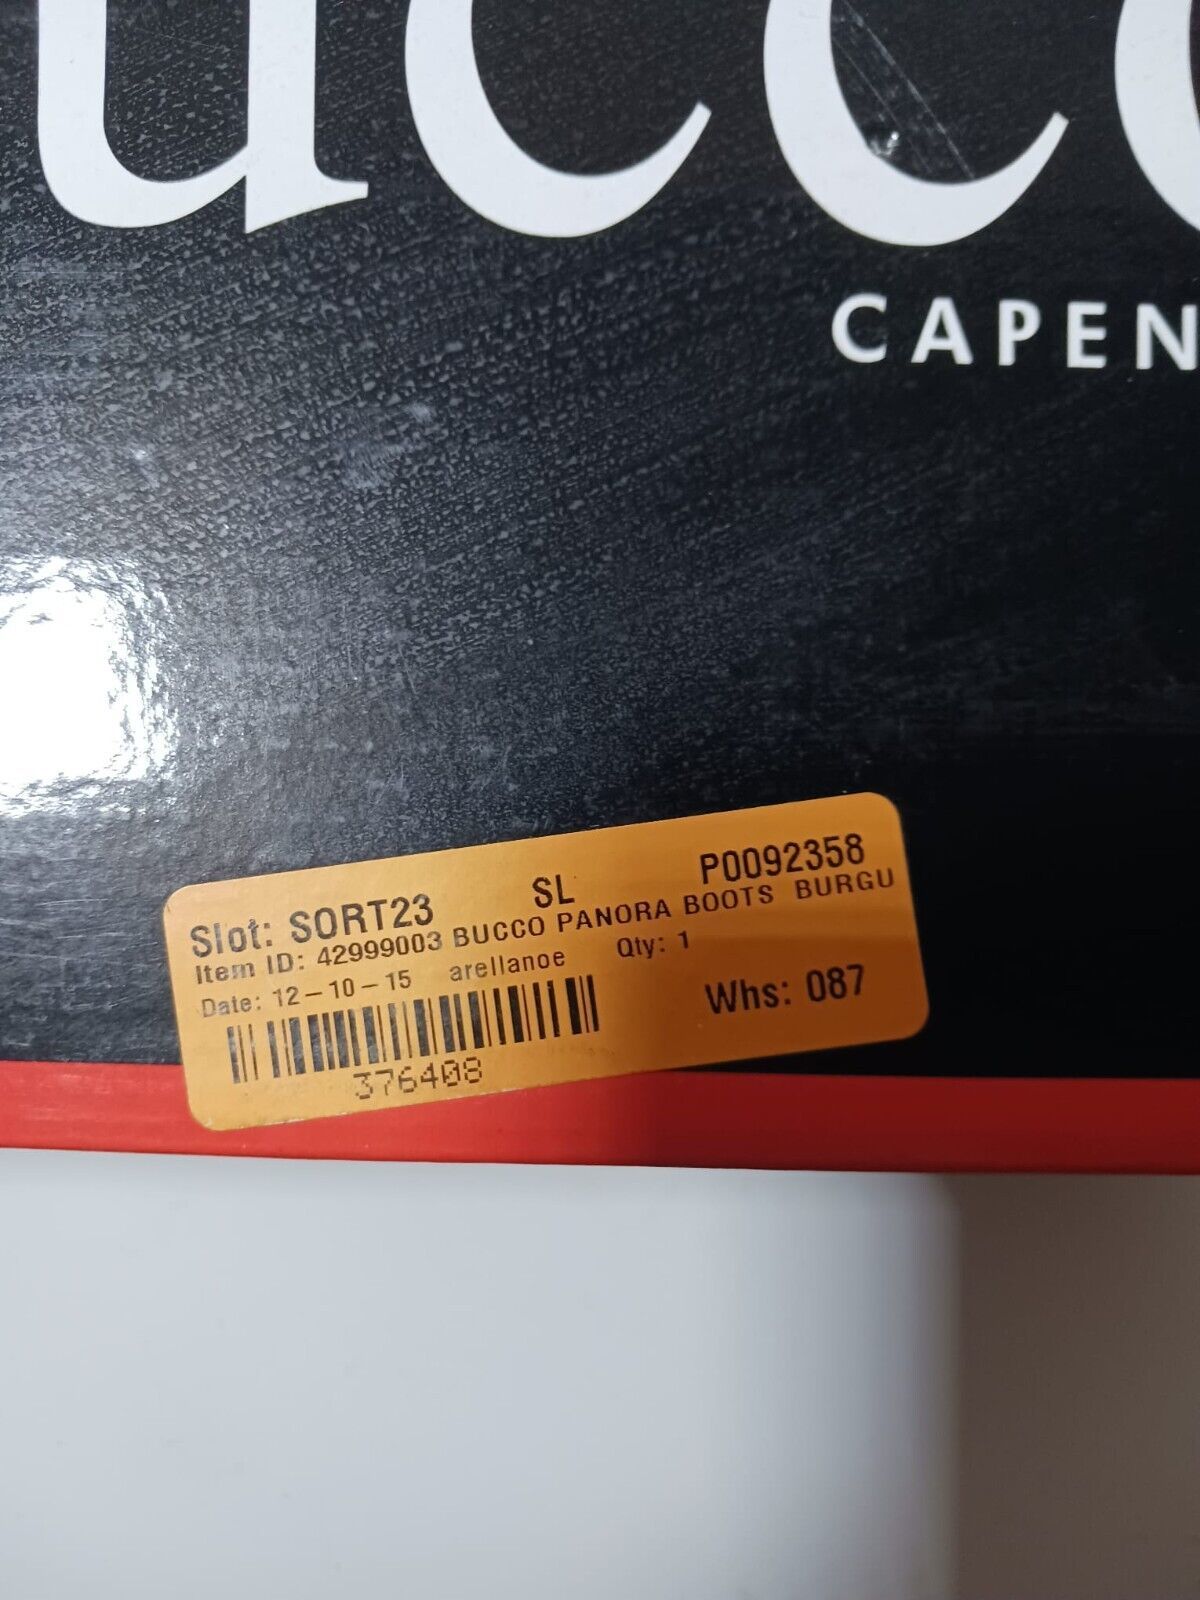 ucco
CAPEN
Slot: SORT23 SL P0092358
Item ID: 42999003 BUCCO PANORA BOOTS BURGU
Date: 12-10-15 arellanoe Qty: 1
Whs: 087
376408